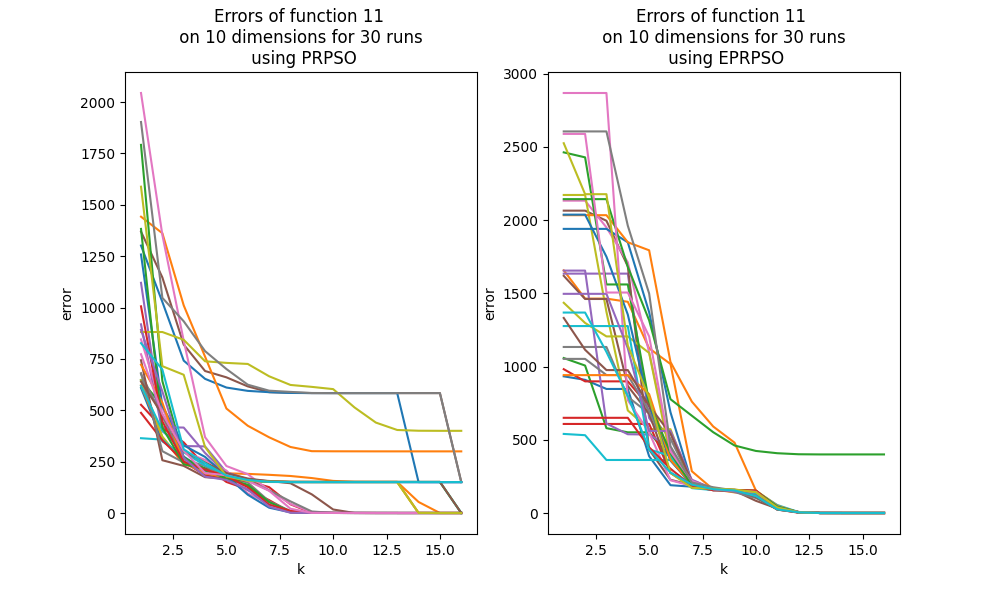 Errors of function 11
on 10 dimensions for 30 runs
using PRPSO
2000
1750
1500
1250
1000
750
500
250
0
error
2.5 5.0 7.5 10.0 12.5 15.0
k
Errors of function 11
on 10 dimensions for 30 runs
using EPRPSO
3000
2500
2000
1500
1000
500
0
error
2.5 5.0 7.5 10.0 12.5 15.0
k